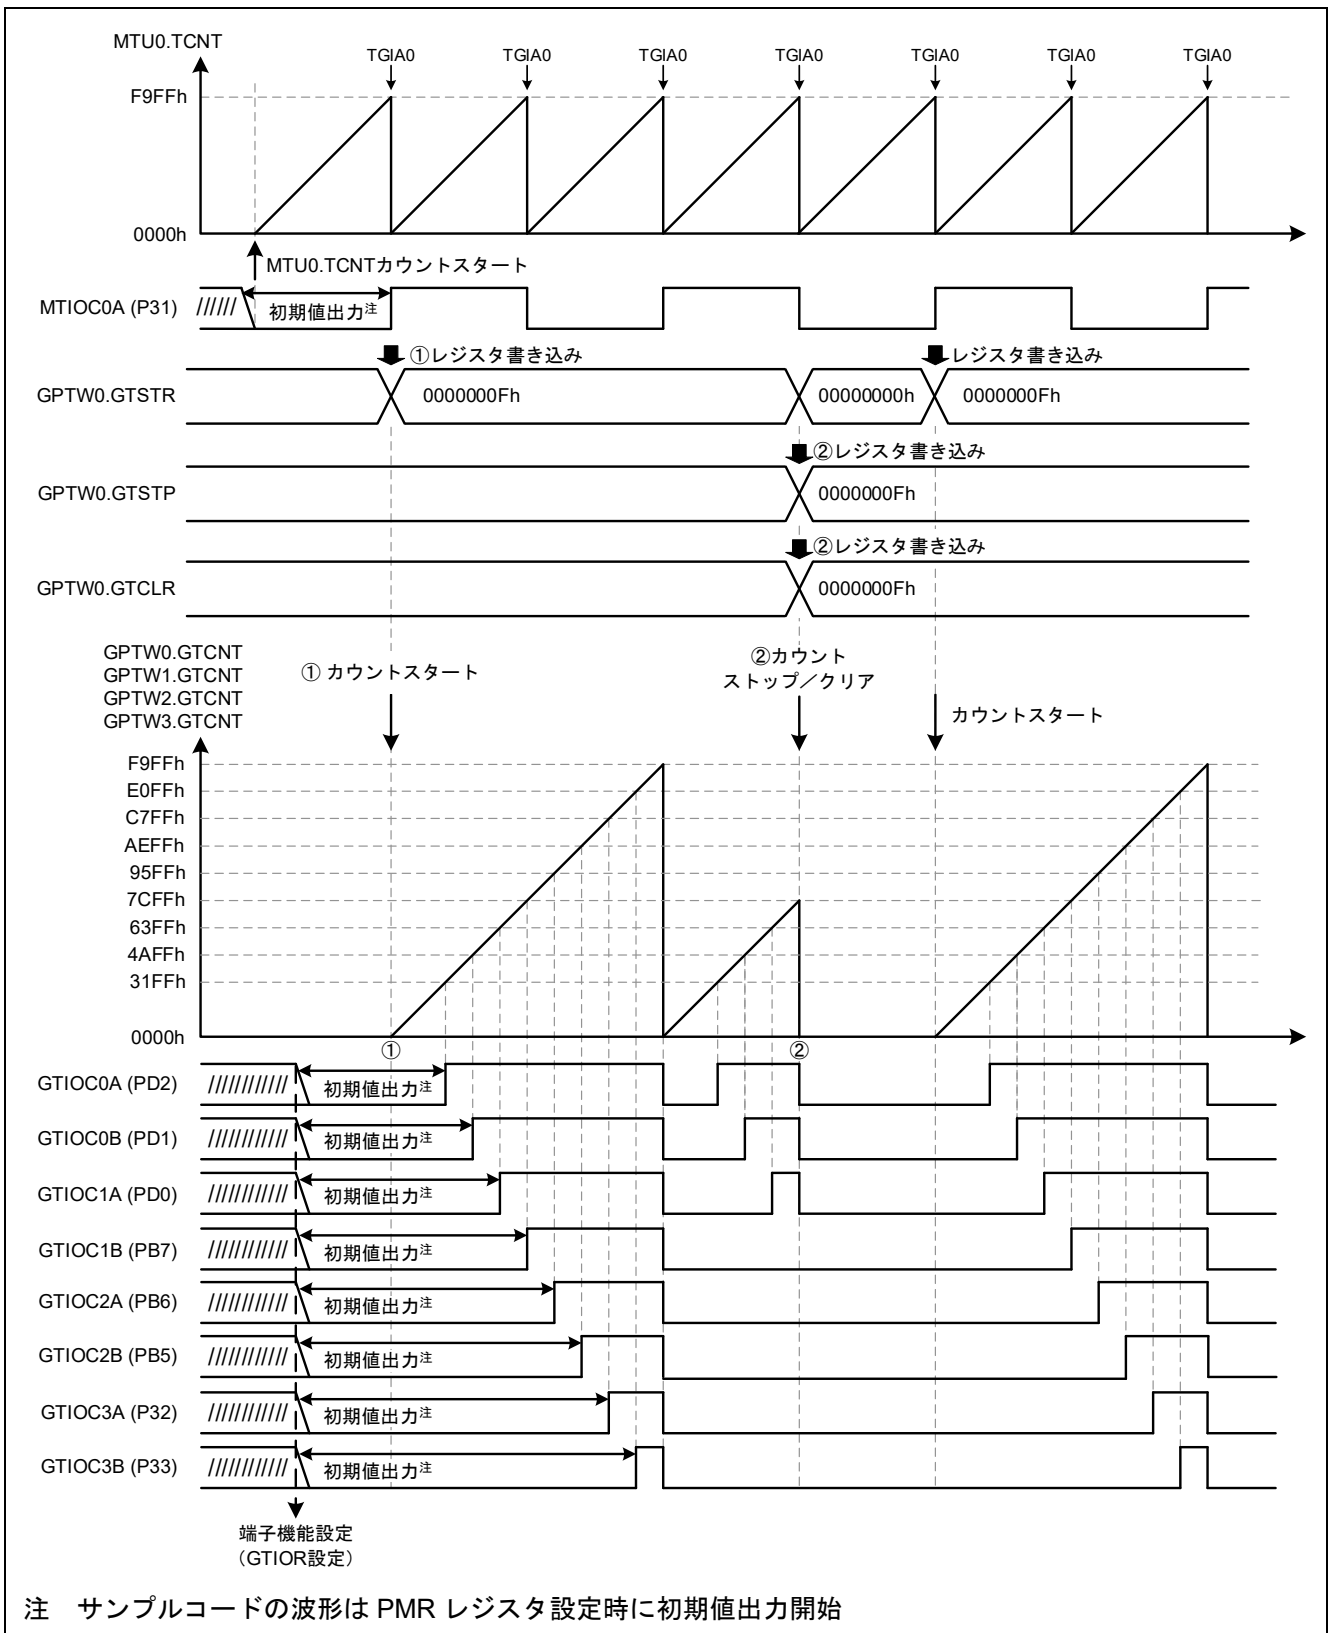 MTU0.TCNT
TGIA0 TGIA0 TGIA0 TGIA0 TGIA0 TGIA0 TGIA0
F9FFh
0000h
MTU0.TCNTカウントスタート
MTIOC0A (P31) ////// 初期値出力注
①レジスタ書き込み レジスタ書き込み
GPTW0.GTSTR 0000000Fh 00000000h 0000000Fh
②レジスタ書き込み
GPTW0.GTSTP 0000000Fh
②レジスタ書き込み
GPTW0.GTCLR 0000000Fh
GPTW0.GTCNT
GPTW1.GTCNT
GPTW2.GTCNT
GPTW3.GTCNT
① カウントスタート
②カウント
ストップ／クリア
カウントスタート
F9FFh
E0FFh
C7FFh
AEFFh
95FFh
7CFFh
63FFh
4AFFh
31FFh
0000h
① ②
GTIOC0A (PD2) //////////// 初期値出力注
GTIOC0B (PD1) //////////// 初期値出力注
GTIOC1A (PD0) //////////// 初期値出力注
GTIOC1B (PB7) //////////// 初期値出力注
GTIOC2A (PB6) //////////// 初期値出力注
GTIOC2B (PB5) //////////// 初期値出力注
GTIOC3A (P32) //////////// 初期値出力注
GTIOC3B (P33) //////////// 初期値出力注
端子機能設定
（GTIOR設定）
注 サンプルコードの波形は PMR レジスタ設定時に初期値出力開始